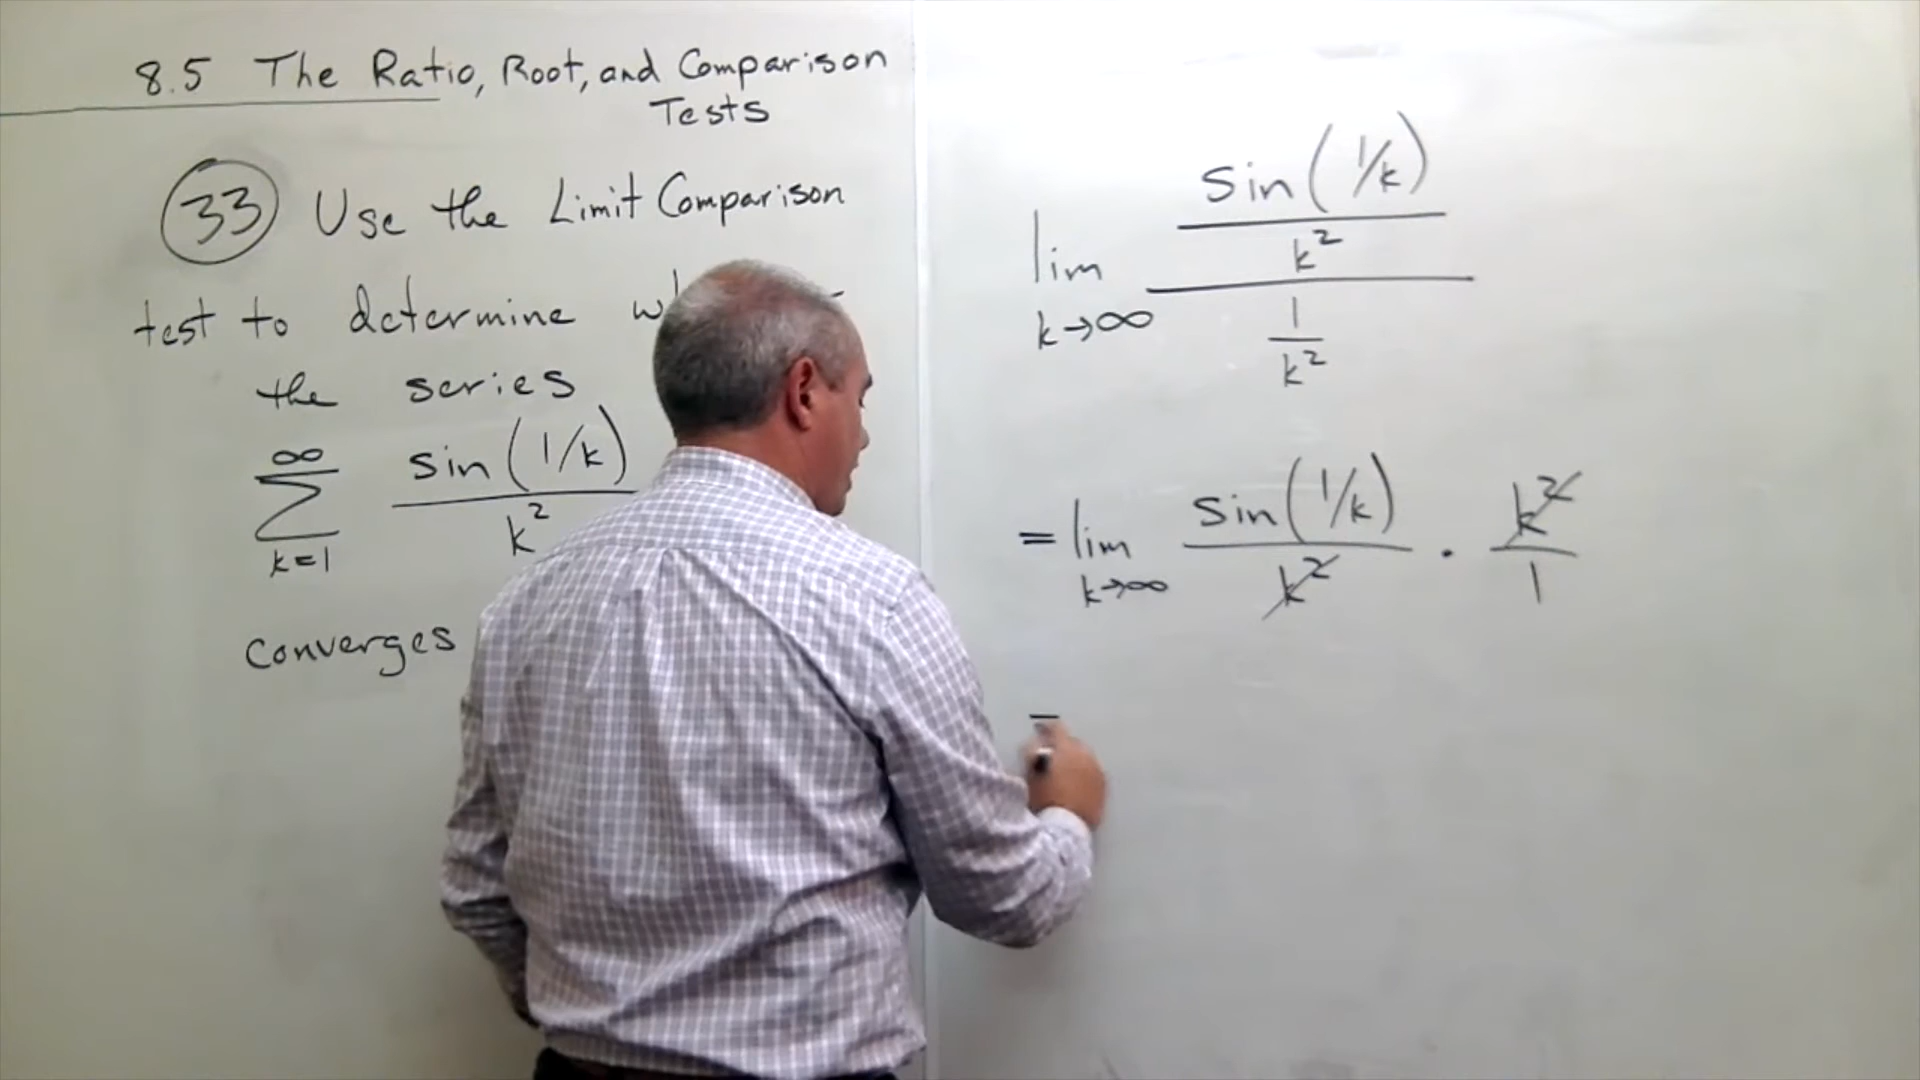 8.5 The Ratio, Root, and Comparison
Tests
33 Use the Limit Comparison
test to determine
the series
∞
∑ sin(1/k)
k=1 k²
converges
sin(1/k)
k²
lim
k→∞
1
k²
= lim sin(1/k) · k²
k→∞ k² 1